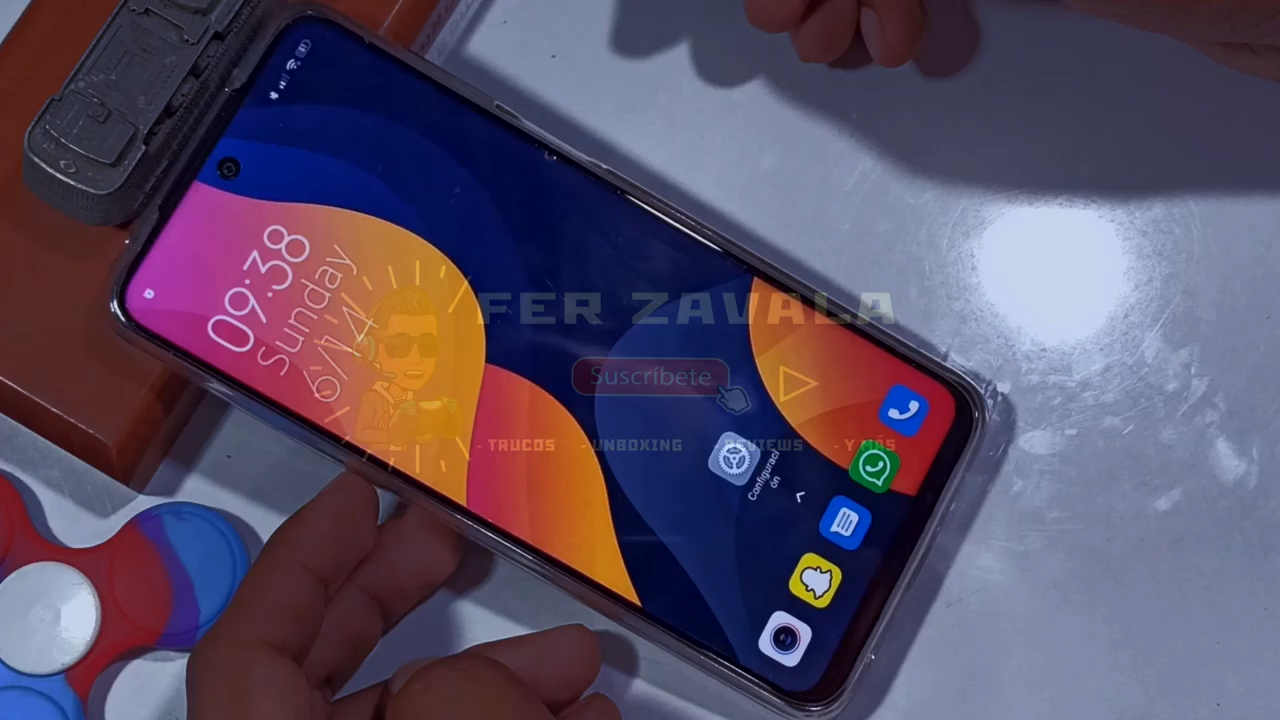 09:38
Sunday
6/14
FER ZAVALA
Suscríbete
- TRUCOS - UNBOXING - REVIEWS - Y MÁS
Configuraci
ón